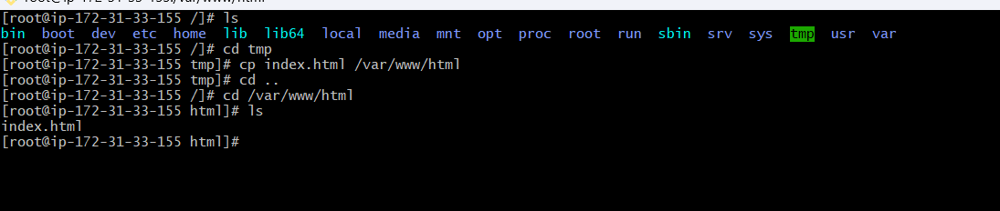 [root@ip-172-31-33-155 /]# ls
bin boot dev etc home lib lib64 local media mnt opt proc root run sbin srv sys tmp usr var
[root@ip-172-31-33-155 /]# cd tmp
[root@ip-172-31-33-155 tmp]# cp index.html /var/www/html
[root@ip-172-31-33-155 tmp]# cd ..
[root@ip-172-31-33-155 /]# cd /var/www/html
[root@ip-172-31-33-155 html]# ls
index.html
[root@ip-172-31-33-155 html]#